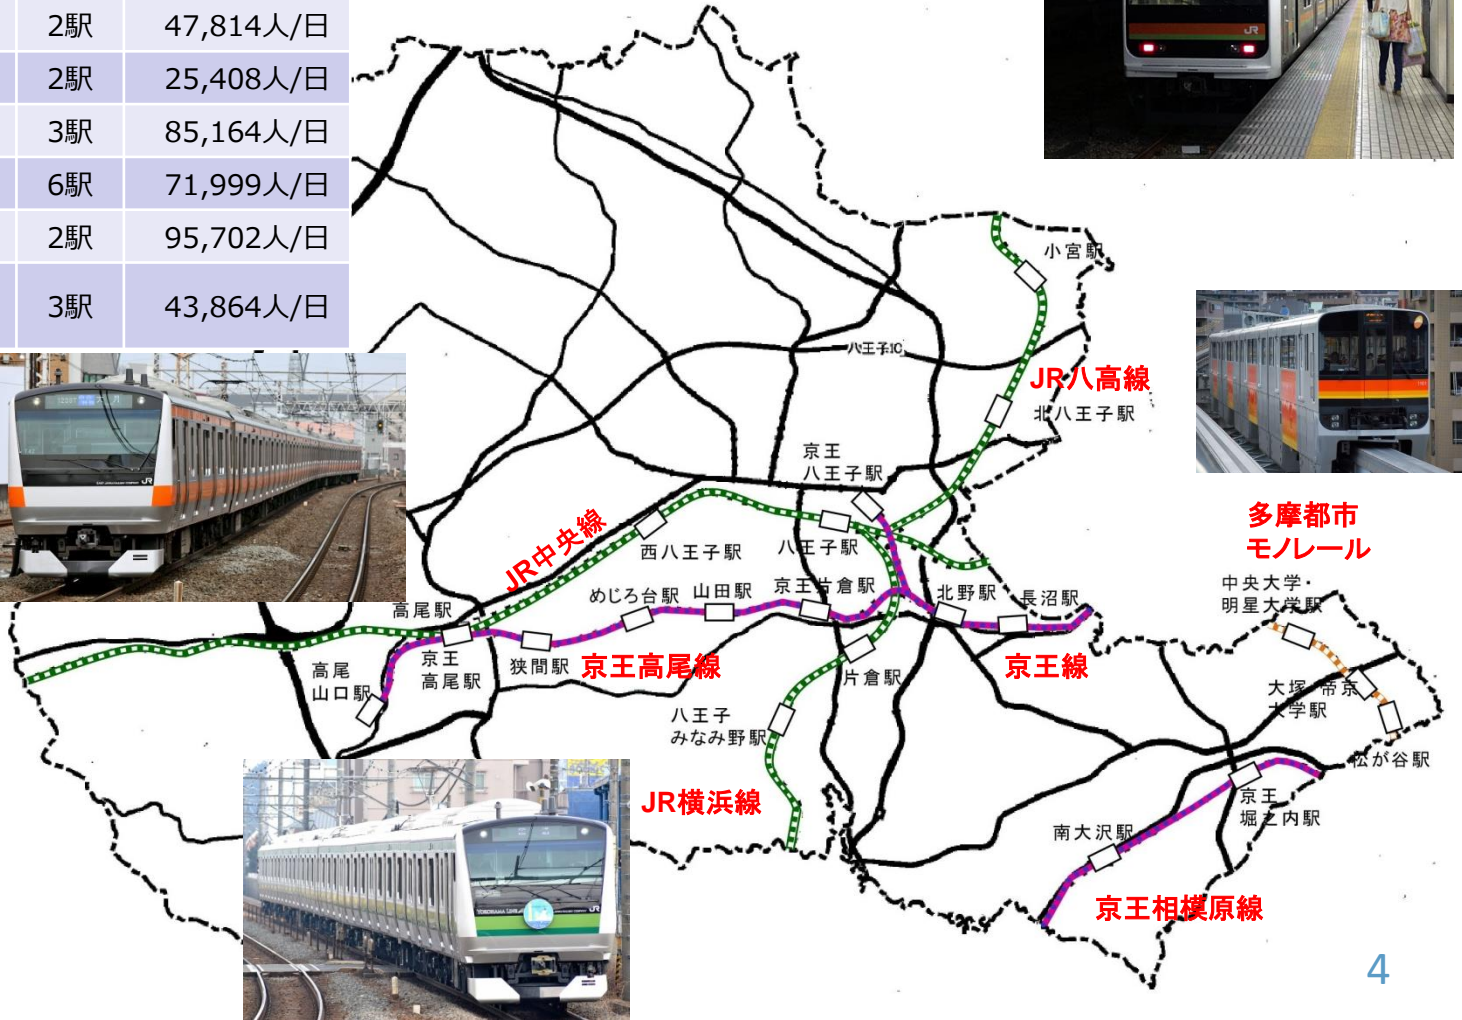 2駅 47,814人/日
2駅 25,408人/日
3駅 85,164人/日
6駅 71,999人/日
2駅 95,702人/日
3駅 43,864人/日
JR
小宮駅
八王子IC
JR八高線
北八王子駅
京王
八王子駅
JR中央線
西八王子駅
八王子駅
多摩都市
モノレール
中央大学・
明星大学駅
高尾駅
めじろ台駅
山田駅
京王片倉駅
北野駅
長沼駅
高尾
山口駅
京王
高尾駅
狭間駅
京王高尾線
片倉駅
京王線
大塚・帝京
大学駅
八王子
みなみ野駅
松が谷駅
JR横浜線
京王
堀之内駅
南大沢駅
京王相模原線
JR
YOKOHAMA LINE
JR
4